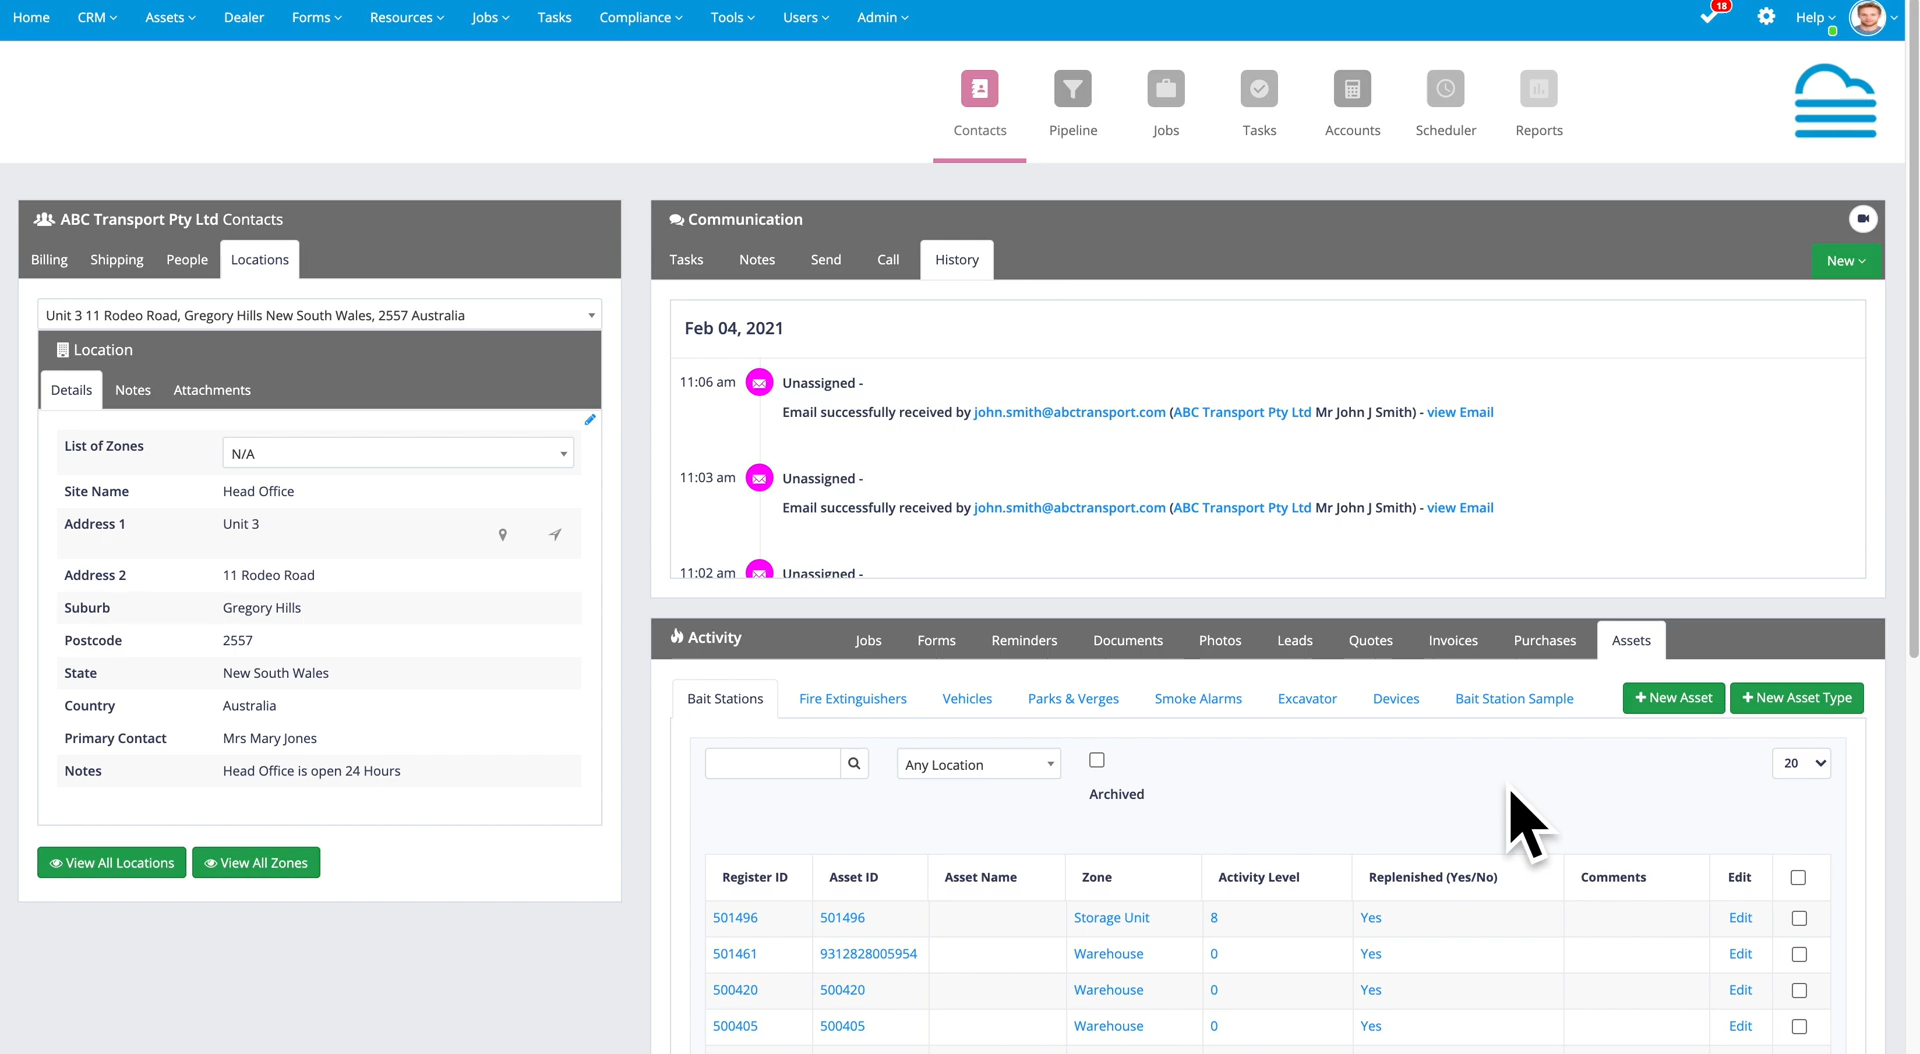 Home CRM Assets Dealer Forms Resources Jobs Tasks Compliance Tools Users Admin 18 Help
Contacts Pipeline Jobs Tasks Accounts Scheduler Reports
ABC Transport Pty Ltd Contacts
Billing Shipping People Locations
Unit 3 11 Rodeo Road, Gregory Hills New South Wales, 2557 Australia
Location
Details Notes Attachments
List of Zones N/A
Site Name Head Office
Address 1 Unit 3
Address 2 11 Rodeo Road
Suburb Gregory Hills
Postcode 2557
State New South Wales
Country Australia
Primary Contact Mrs Mary Jones
Notes Head Office is open 24 Hours
View All Locations View All Zones
Communication
Tasks Notes Send Call History New
Feb 04, 2021
11:06 am Unassigned -
Email successfully received by john.smith@abctransport.com (ABC Transport Pty Ltd Mr John J Smith) - view Email
11:03 am Unassigned -
Email successfully received by john.smith@abctransport.com (ABC Transport Pty Ltd Mr John J Smith) - view Email
11:02 am Unassigned -
Activity Jobs Forms Reminders Documents Photos Leads Quotes Invoices Purchases Assets
Bait Stations Fire Extinguishers Vehicles Parks & Verges Smoke Alarms Excavator Devices Bait Station Sample + New Asset + New Asset Type
Any Location 20
Archived
Register ID Asset ID Asset Name Zone Activity Level Replenished (Yes/No) Comments Edit
501496 501496 Storage Unit 8 Yes Edit
501461 9312828005954 Warehouse 0 Yes Edit
500420 500420 Warehouse 0 Yes Edit
500405 500405 Warehouse 0 Yes Edit